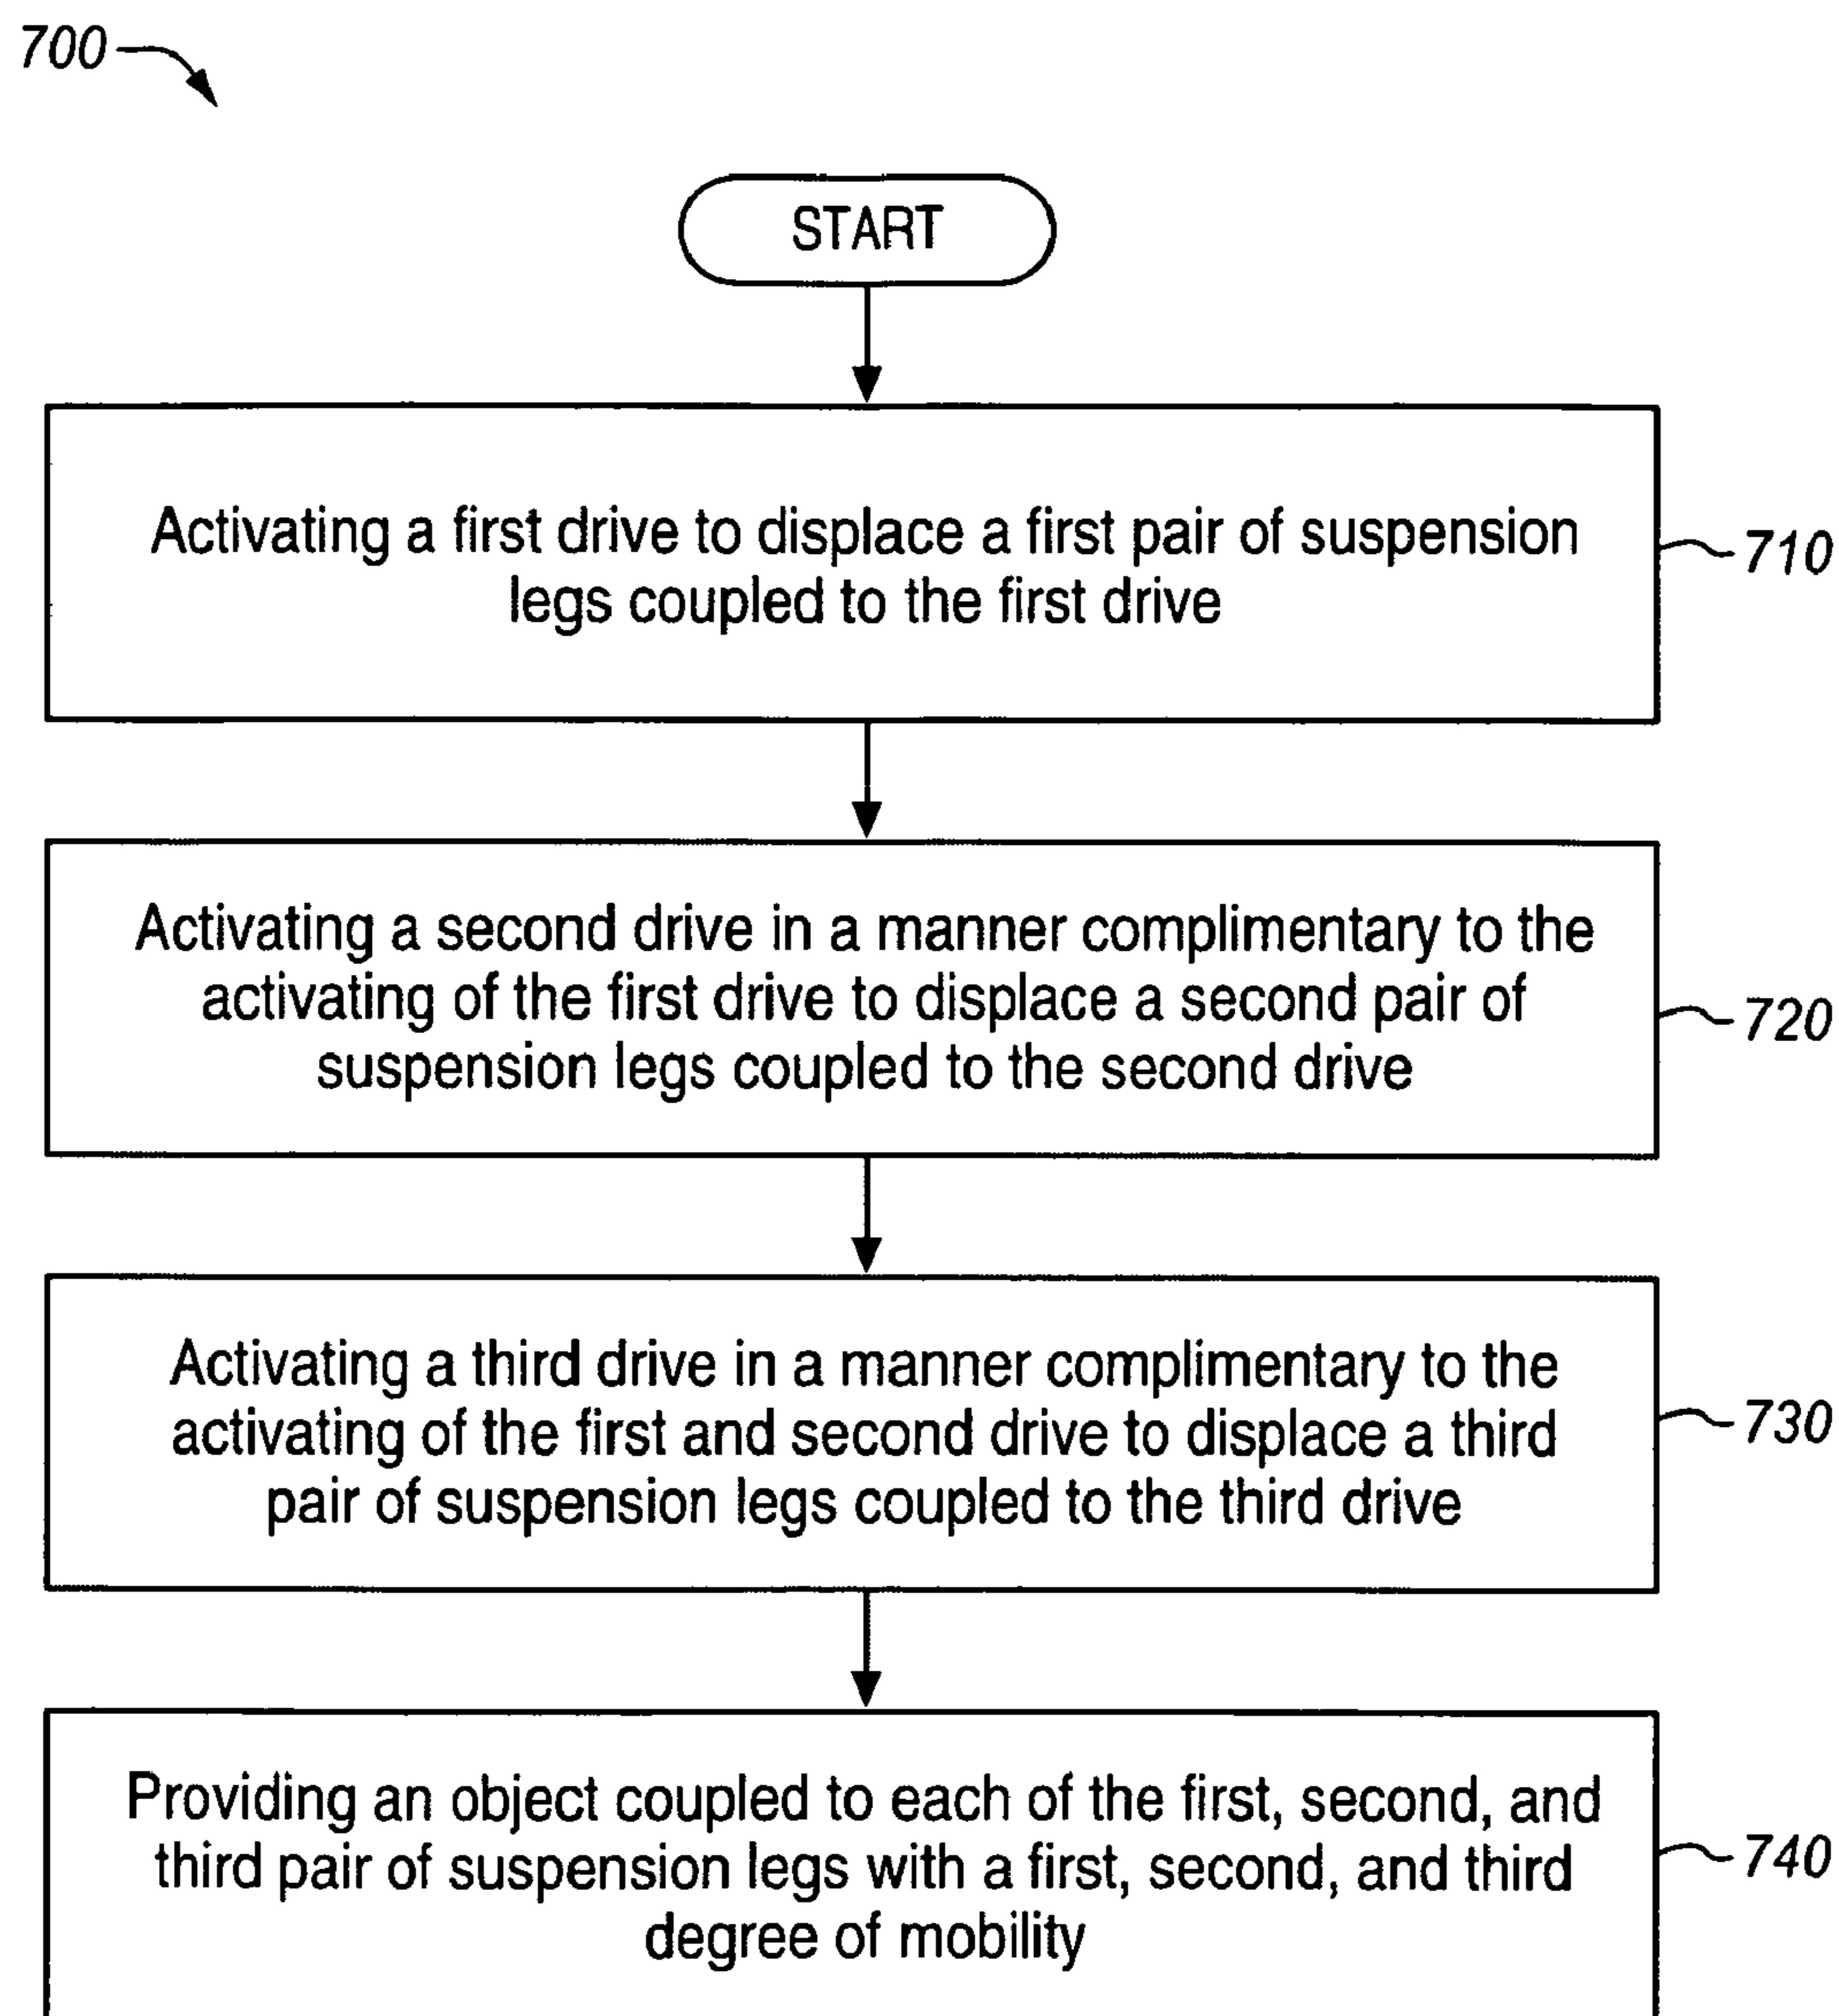 700
START
Activating a first drive to displace a first pair of suspension
legs coupled to the first drive
710
Activating a second drive in a manner complimentary to the
activating of the first drive to displace a second pair of
suspension legs coupled to the second drive
720
Activating a third drive in a manner complimentary to the
activating of the first and second drive to displace a third
pair of suspension legs coupled to the third drive
730
Providing an object coupled to each of the first, second, and
third pair of suspension legs with a first, second, and third
degree of mobility
740